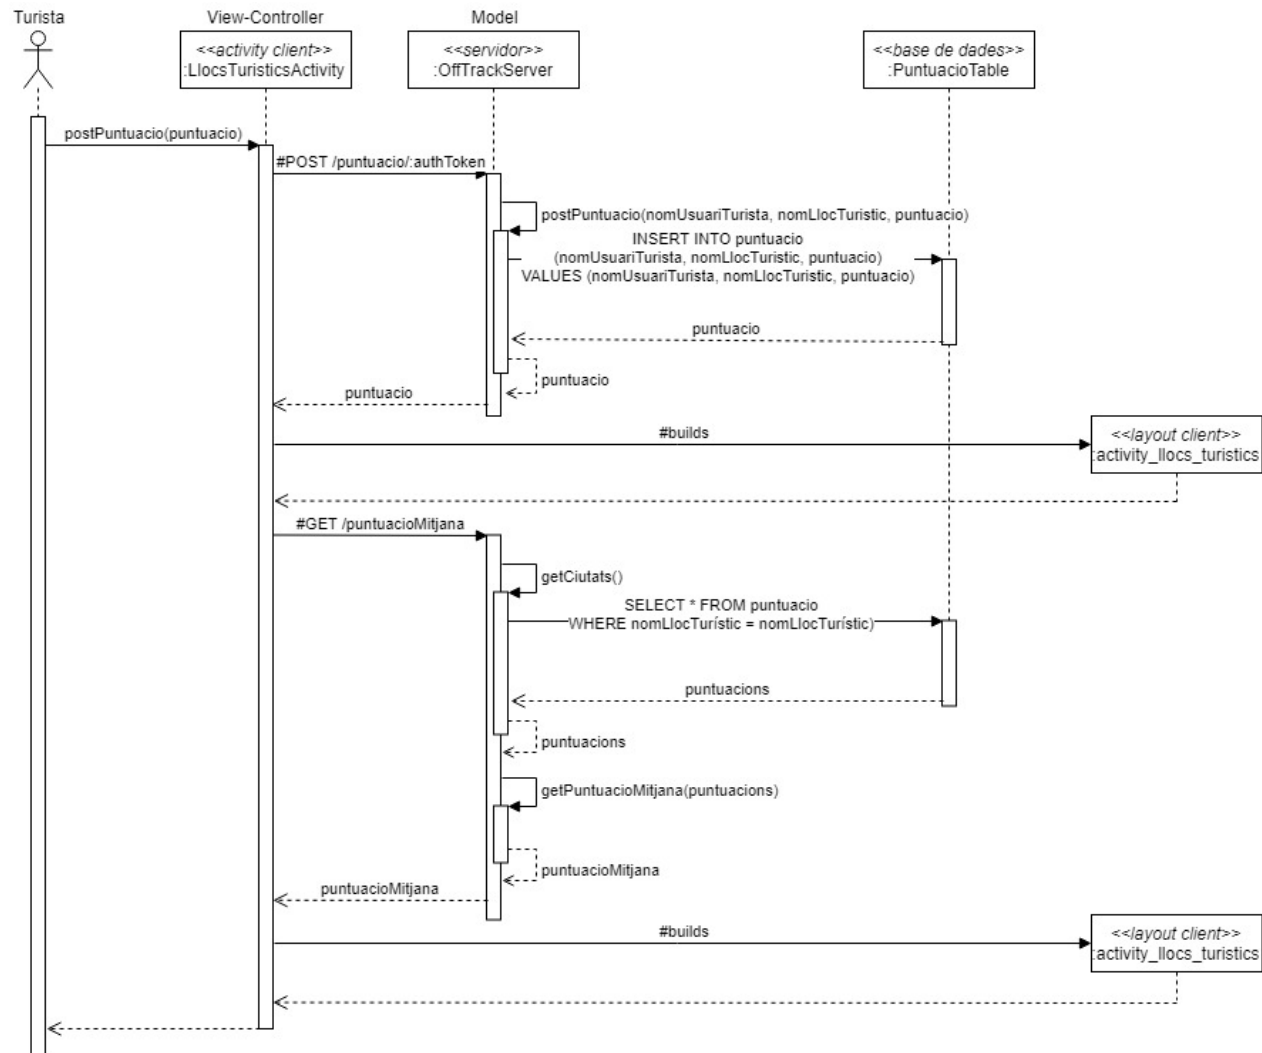 Turista
View-Controller
Model
<<activity client>>
:LlocsTuristicsActivity
<<servidor>>
:OffTrackServer
<<base de dades>>
:PuntuacioTable
postPuntuacio(puntuacio)
#POST /puntuacio/:authToken
postPuntuacio(nomUsuariTurista, nomLlocTuristic, puntuacio)
INSERT INTO puntuacio
(nomUsuariTurista, nomLlocTuristic, puntuacio)
VALUES (nomUsuariTurista, nomLlocTuristic, puntuacio)
puntuacio
puntuacio
puntuacio
#builds
<<layout client>>
:activity_llocs_turistics
#GET /puntuacioMitjana
getCiutats()
SELECT * FROM puntuacio
WHERE nomLlocTurístic = nomLlocTurístic)
puntuacions
puntuacions
getPuntuacioMitjana(puntuacions)
puntuacioMitjana
puntuacioMitjana
#builds
<<layout client>>
:activity_llocs_turistics